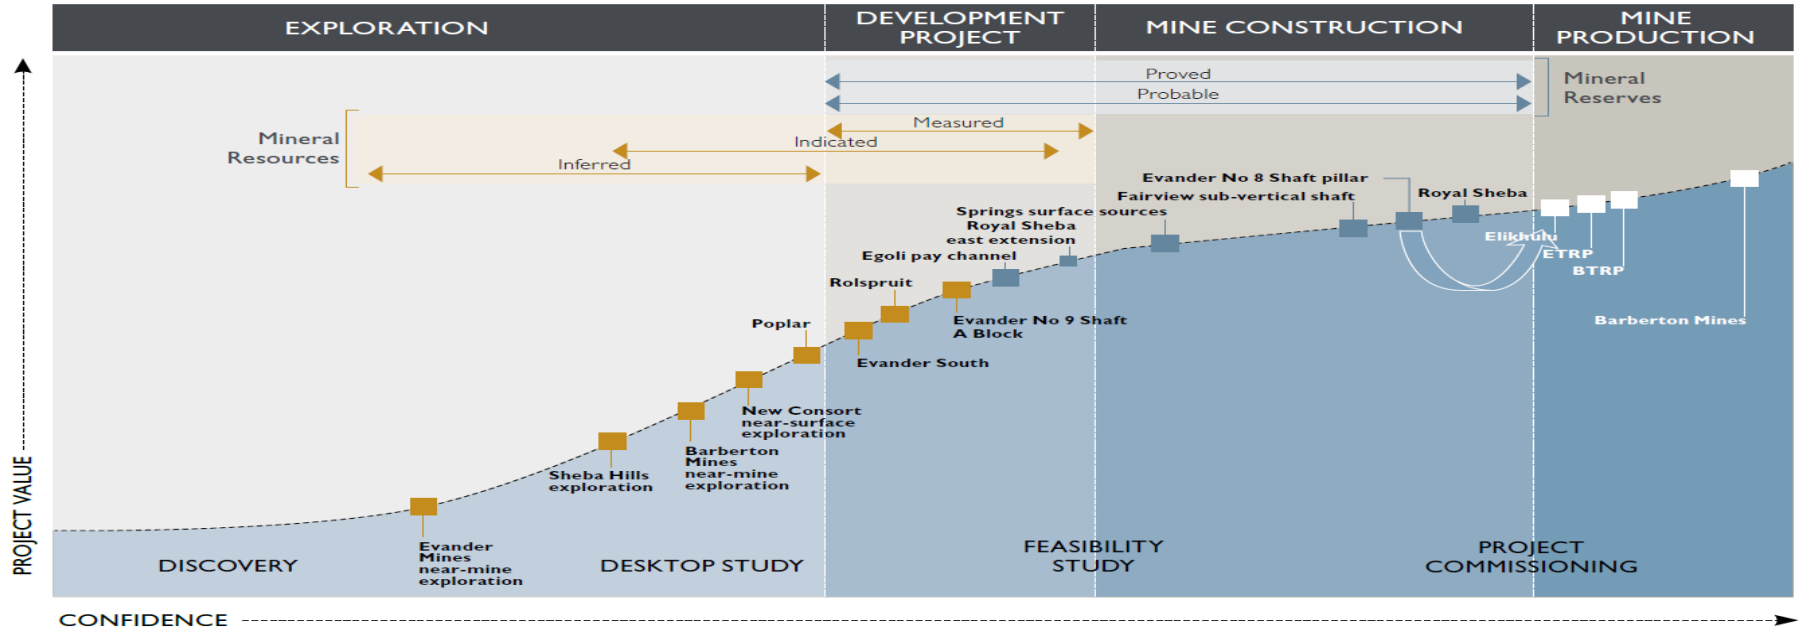 EXPLORATION
DEVELOPMENT
PROJECT
MINE CONSTRUCTION
MINE
PRODUCTION
Proved
Probable
Mineral
Reserves
Measured
Indicated
Inferred
Mineral
Resources
Evander No 8 Shaft pillar
Fairview sub-vertical shaft
Royal Sheba
Springs surface sources
Royal Sheba
east extension
Egoli pay channel
Elikhulu
ETRP
BTRP
Rolspruit
Poplar
Evander No 9 Shaft
A Block
Barberton Mines
Evander South
New Consort
near-surface
exploration
Barberton
Mines
near-mine
exploration
Sheba Hills
exploration
Evander
Mines
near-mine
exploration
PROJECT VALUE
DISCOVERY
DESKTOP STUDY
FEASIBILITY
STUDY
PROJECT
COMMISSIONING
CONFIDENCE